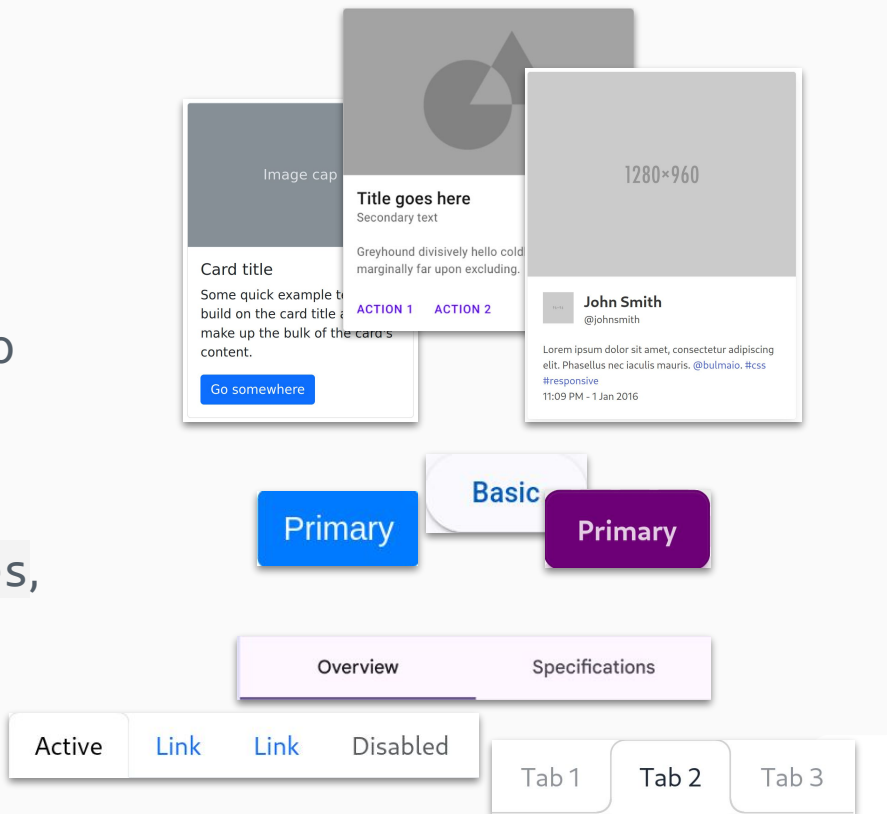 Image cap
Card title
Some quick example
build on the card title
make up the bulk of the card's
content.
Go somewhere
Title goes here
Secondary text
Greyhound divisively hello
marginally far upon excluding.
ACTION 1 ACTION 2
1280×960
John Smith
@johnsmith
Lorem ipsum dolor sit amet, consectetur adipiscing
elit. Phasellus nec iaculis mauris. @bulmaio. #css
#responsive
11:09 PM - 1 Jan 2016
Basic
Primary
Primary
Overview Specifications
Active Link Link Disabled
Tab 1 Tab 2 Tab 3